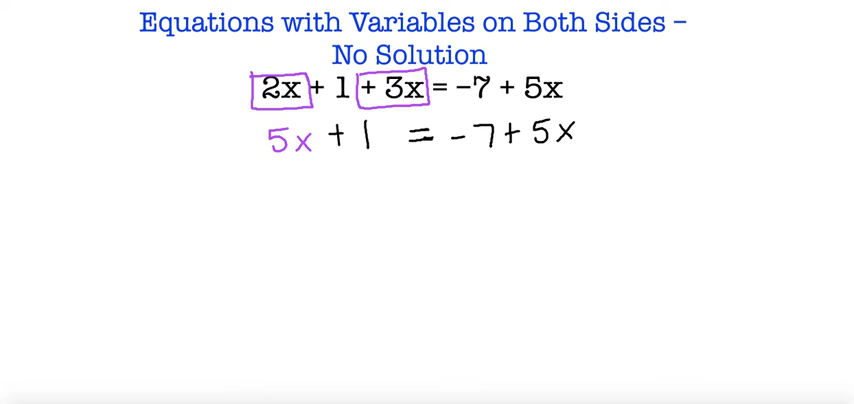 Equations with Variables on Both Sides –
No Solution
2x + 1 + 3x = -7 + 5x
5x + 1 = -7 + 5x